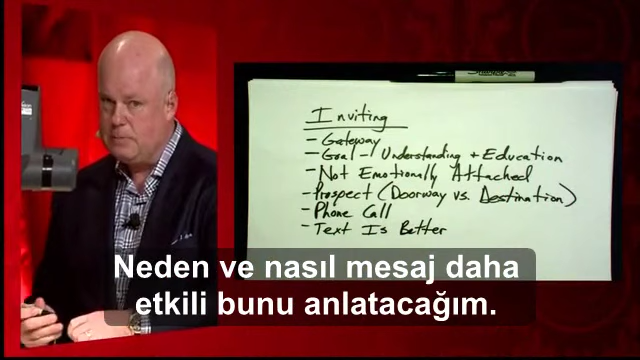 Inviting
- Gateway
- Goal - Understanding + Education
- Not Emotionally Attached
- Prospect (Doorway vs. Destination)
- Phone Call
- Text Is Better
Neden ve nasıl mesaj daha
etkili bunu anlatacağım.